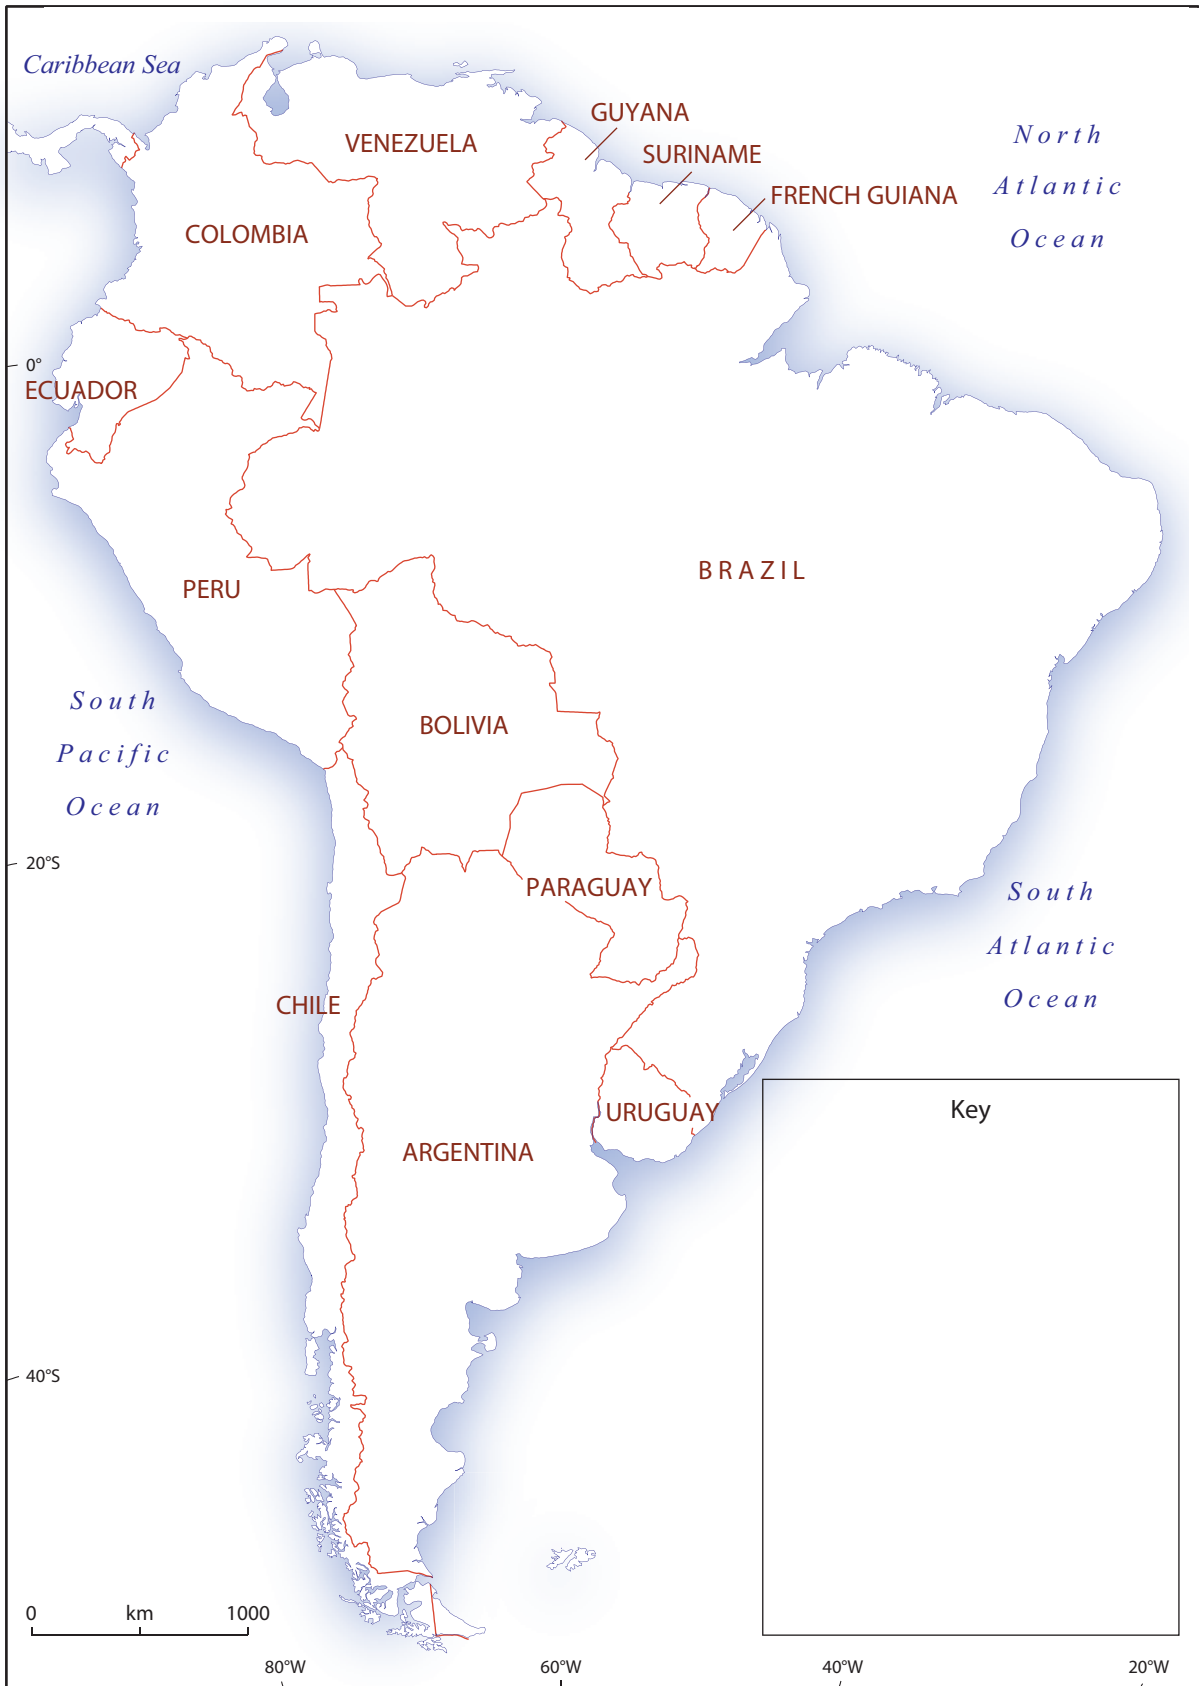 Caribbean Sea
GUYANA
VENEZUELA
North
SURINAME
Atlantic
FRENCH GUIANA
COLOMBIA
Ocean
0°
ECUADOR
BRAZIL
PERU
South
Pacific
Ocean
BOLIVIA
20°S
PARAGUAY
South
Atlantic
Ocean
CHILE
URUGUAY
Key
ARGENTINA
40°S
0 km 1000
80°W 60°W 40°W 20°W